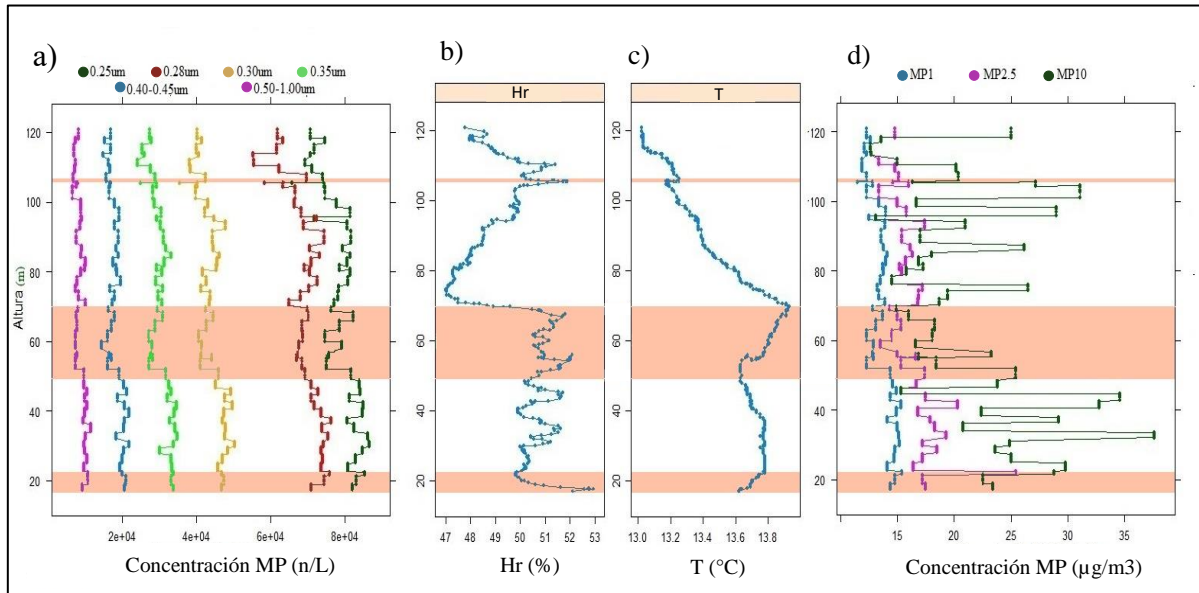 a)
0.25um 0.28um 0.30um 0.35um
0.40-0.45um 0.50-1.00um
Altura (m)
120
100
80
60
40
20
2e+04 4e+04 6e+04 8e+04
Concentración MP (n/L)
b)
Hr
120
100
80
60
40
20
47 48 49 50 51 52 53
Hr (%)
c)
T
120
100
80
60
40
20
13.0 13.2 13.4 13.6 13.8
T (°C)
d)
MP1 MP2.5 MP10
120
100
80
60
40
20
15 20 25 30 35
Concentración MP (µg/m3)